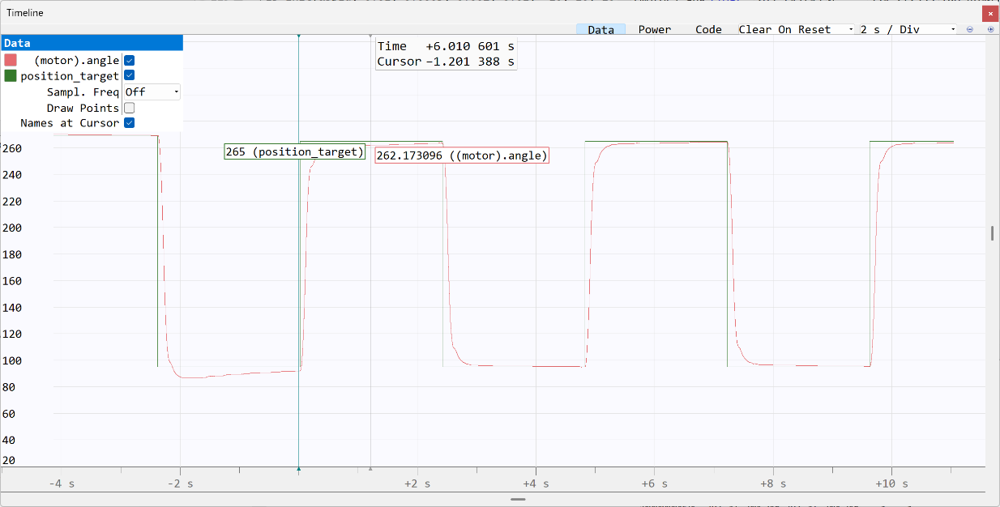 Timeline
Data Power Code Clear On Reset 2 s / Div
Data
(motor).angle
position_target
Sampl. Freq Off
Draw Points
Names at Cursor
Time +6.010 601 s
Cursor -1.201 388 s
265 (position_target)
262.173096 ((motor).angle)
260
240
220
200
180
160
140
120
100
80
60
40
20
-4 s -2 s +2 s +4 s +6 s +8 s +10 s